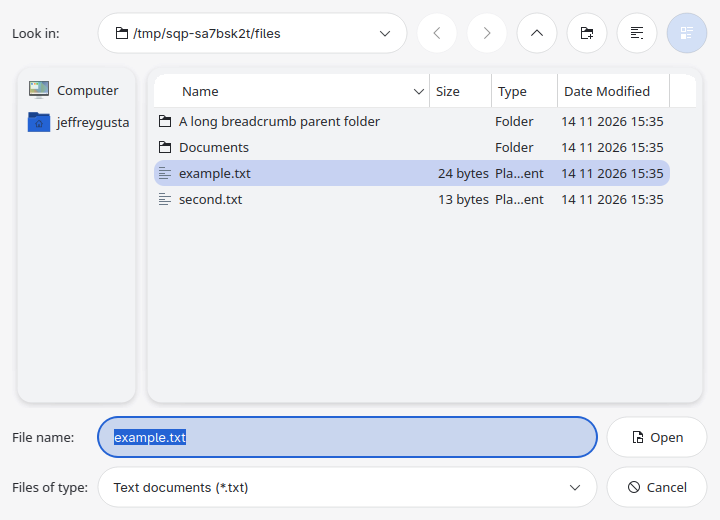 Look in: /tmp/sqp-sa7bsk2t/files
Computer
jeffreygusta
Name Size Type Date Modified
A long breadcrumb parent folder Folder 14 11 2026 15:35
Documents Folder 14 11 2026 15:35
example.txt 24 bytes Pla...ent 14 11 2026 15:35
second.txt 13 bytes Pla...ent 14 11 2026 15:35
File name: example.txt Open
Files of type: Text documents (*.txt) Cancel